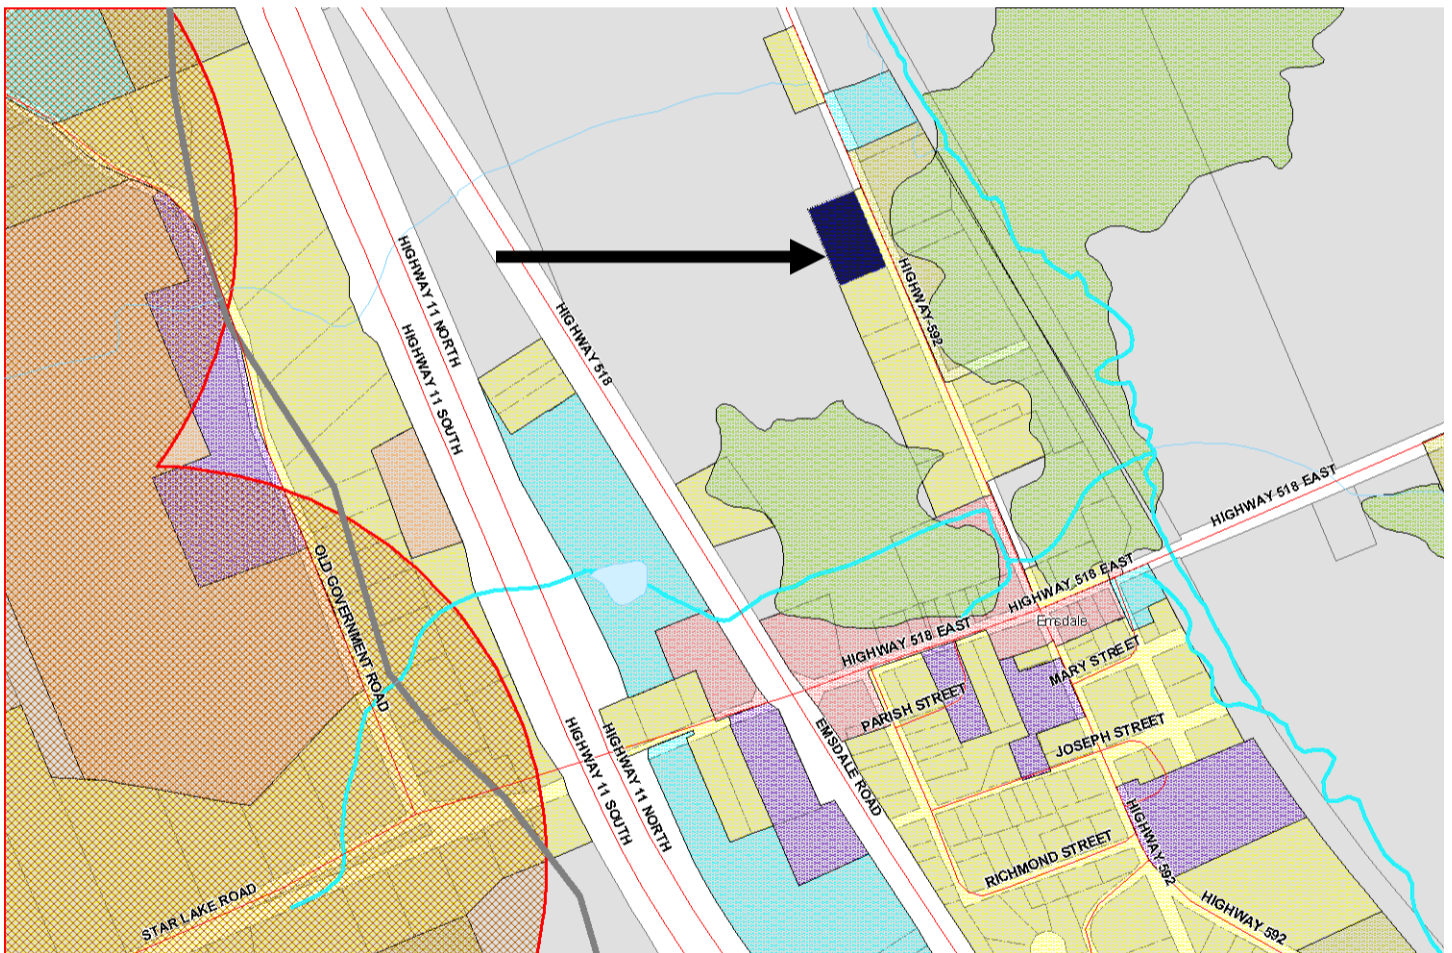 HIGHWAY 11 NORTH
HIGHWAY 11 SOUTH
HIGHWAY 518
HIGHWAY 592
HIGHWAY 518 EAST
OLD GOVERNMENT ROAD
HIGHWAY 518 EAST
HIGHWAY 518 EAST
Emsdale
MARY STREET
PARISH STREET
JOSEPH STREET
EMSDALE ROAD
HIGHWAY 11 SOUTH
HIGHWAY 11 NORTH
HIGHWAY 592
RICHMOND STREET
STAR LAKE ROAD
HIGHWAY 592